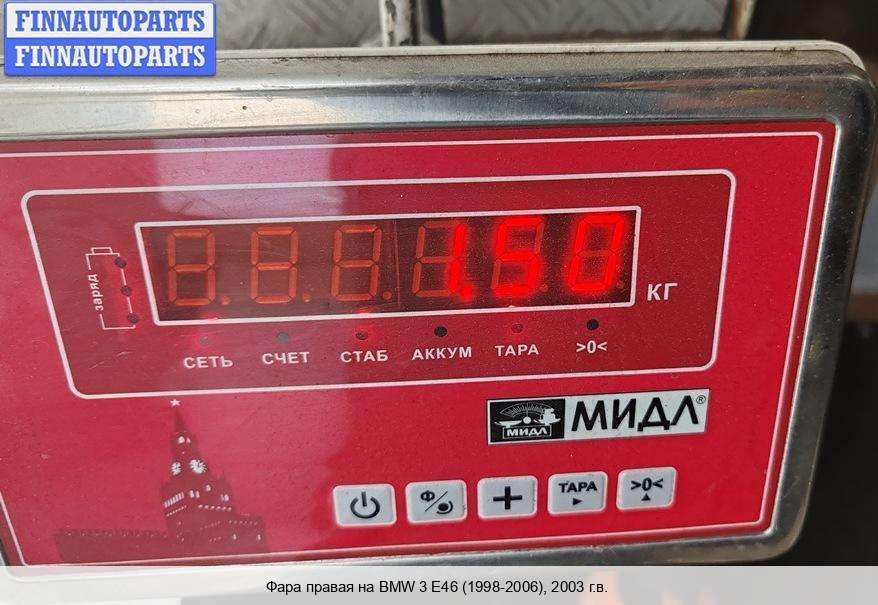 FINNAUTOPARTS
FINNAUTOPARTS
заряд
1.50
КГ
СЕТЬ СЧЕТ СТАБ АККУМ ТАРА >0<
МИДЛ МИДЛ®
Ф ТАРА >0<
Фара правая на BMW 3 E46 (1998-2006), 2003 г.в.